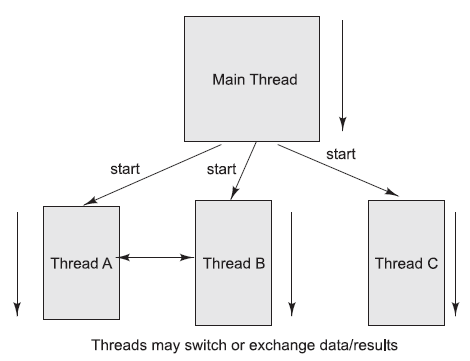 Main Thread
start
start
start
Thread A
Thread B
Thread C
Threads may switch or exchange data/results